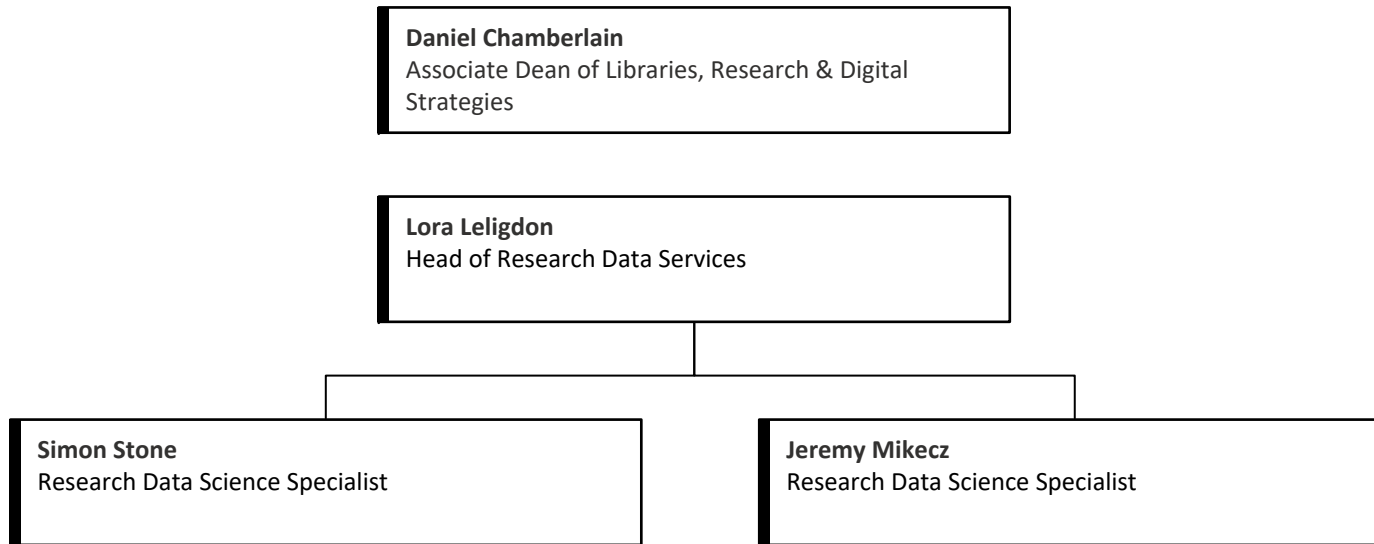 Daniel Chamberlain
Associate Dean of Libraries, Research & Digital
Strategies
Lora Leligdon
Head of Research Data Services
Simon Stone
Research Data Science Specialist
Jeremy Mikecz
Research Data Science Specialist